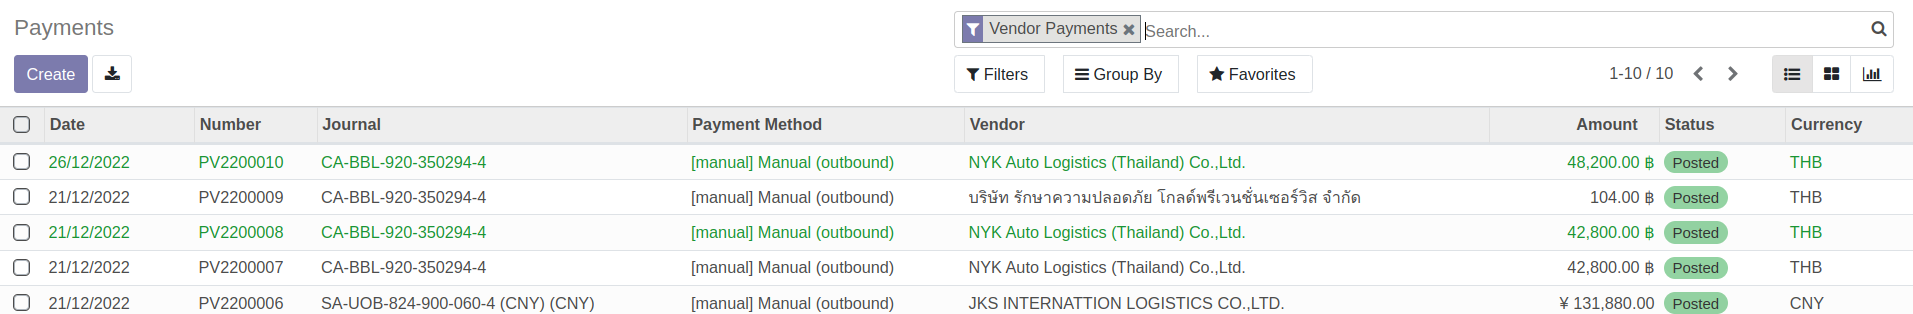 Payments
Vendor Payments Search...
Create
Filters Group By Favorites 1-10 / 10
Date Number Journal Payment Method Vendor Amount Status Currency
26/12/2022 PV2200010 CA-BBL-920-350294-4 [manual] Manual (outbound) NYK Auto Logistics (Thailand) Co.,Ltd. 48,200.00 ฿ Posted THB
21/12/2022 PV2200009 CA-BBL-920-350294-4 [manual] Manual (outbound) บริษัท รักษาความปลอดภัย โกลด์พรีเวนชั่นเซอร์วิส จำกัด 104.00 ฿ Posted THB
21/12/2022 PV2200008 CA-BBL-920-350294-4 [manual] Manual (outbound) NYK Auto Logistics (Thailand) Co.,Ltd. 42,800.00 ฿ Posted THB
21/12/2022 PV2200007 CA-BBL-920-350294-4 [manual] Manual (outbound) NYK Auto Logistics (Thailand) Co.,Ltd. 42,800.00 ฿ Posted THB
21/12/2022 PV2200006 SA-UOB-824-900-060-4 (CNY) (CNY) [manual] Manual (outbound) JKS INTERNATTION LOGISTICS CO.,LTD. ¥ 131,880.00 Posted CNY